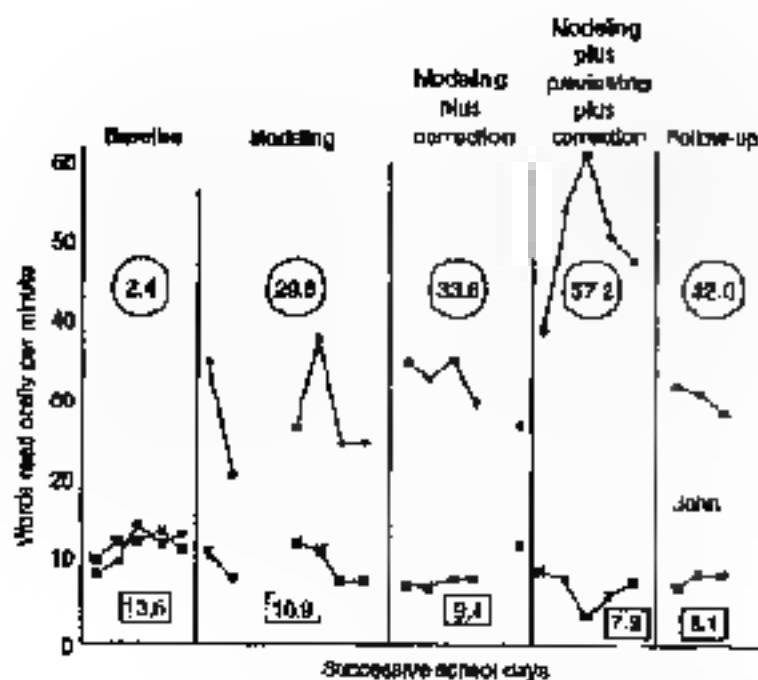 Modeling
plus
previewing
plus
correction
Modeling
plus
correction
Baseline
Modeling
Follow-up
60
50
40
30
20
10
0
Words read orally per minute
2.4
29.8
33.6
57.2
42.0
John
13.6
10.9
9.4
7.9
8.1
Successive school days